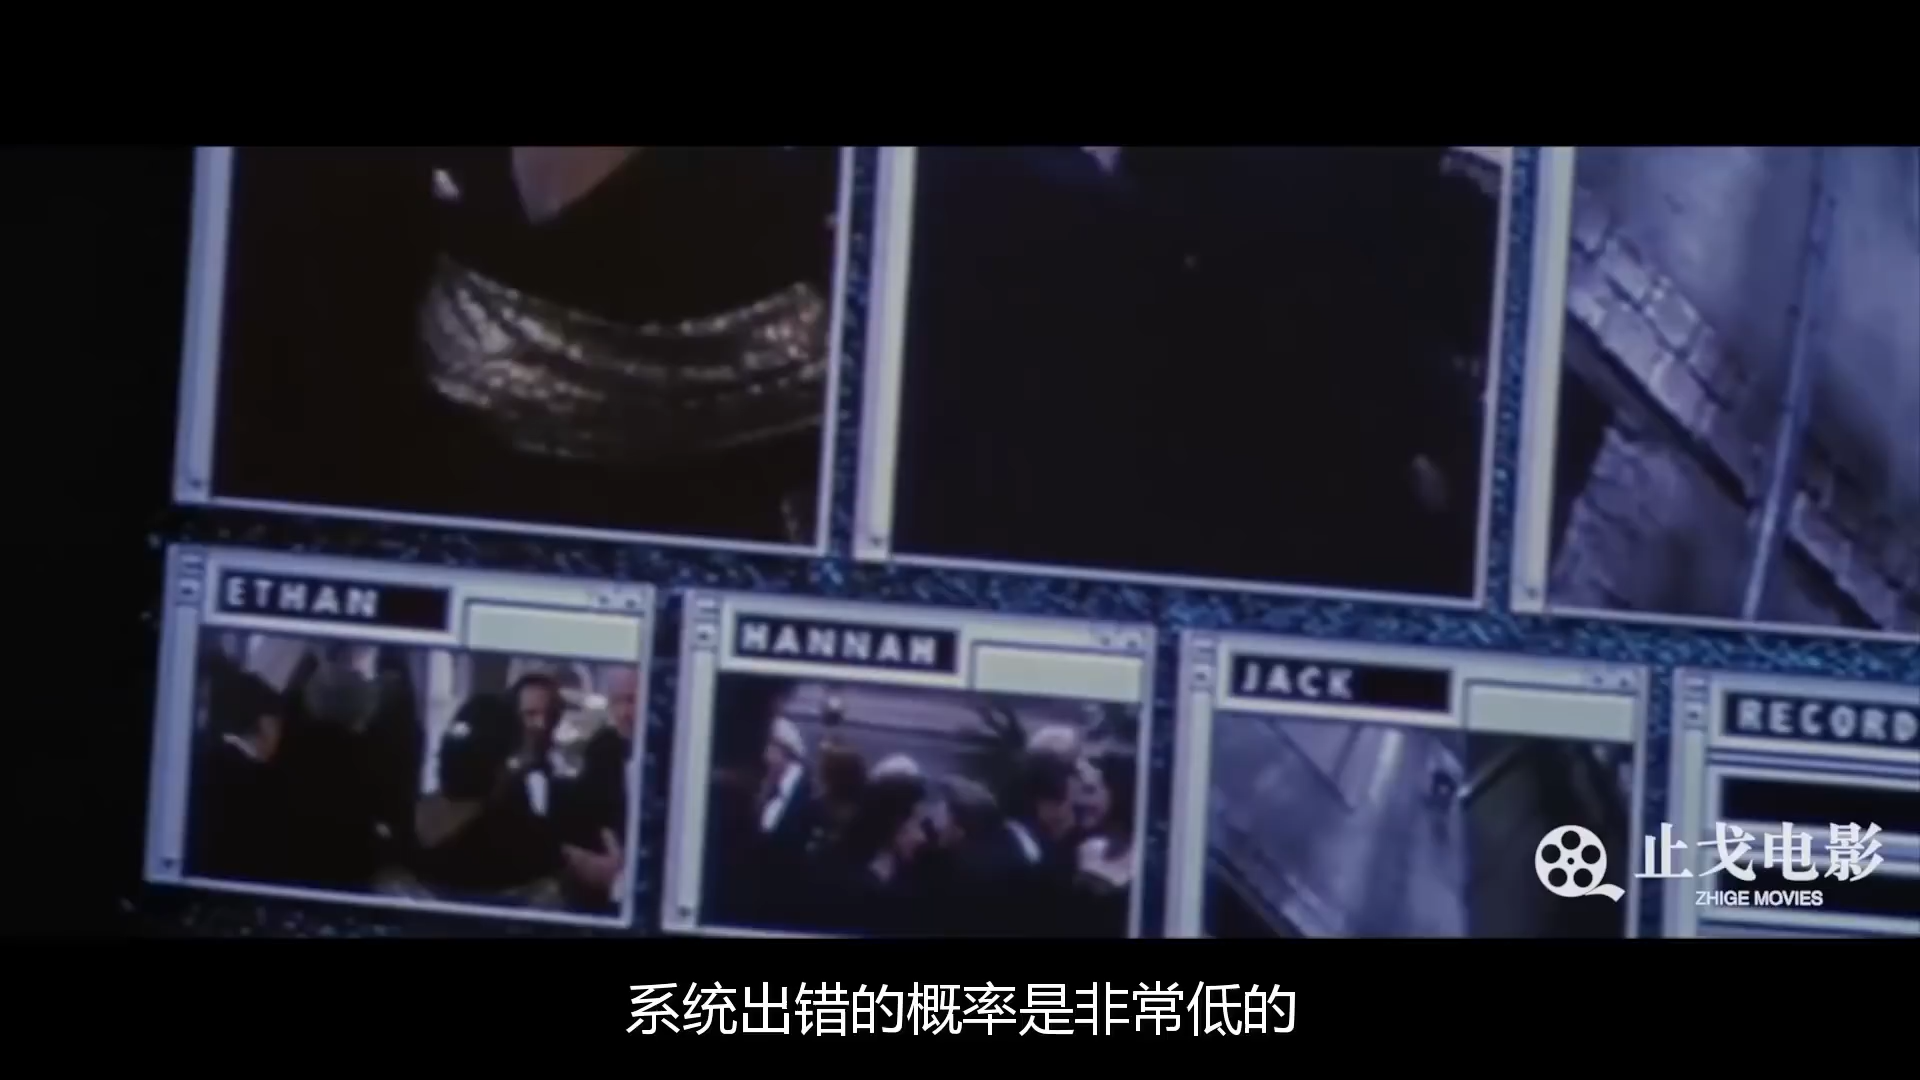 ETHAN
HANNAH
JACK
RECORD
止戈电影
ZHIGE MOVIES
系统出错的概率是非常低的